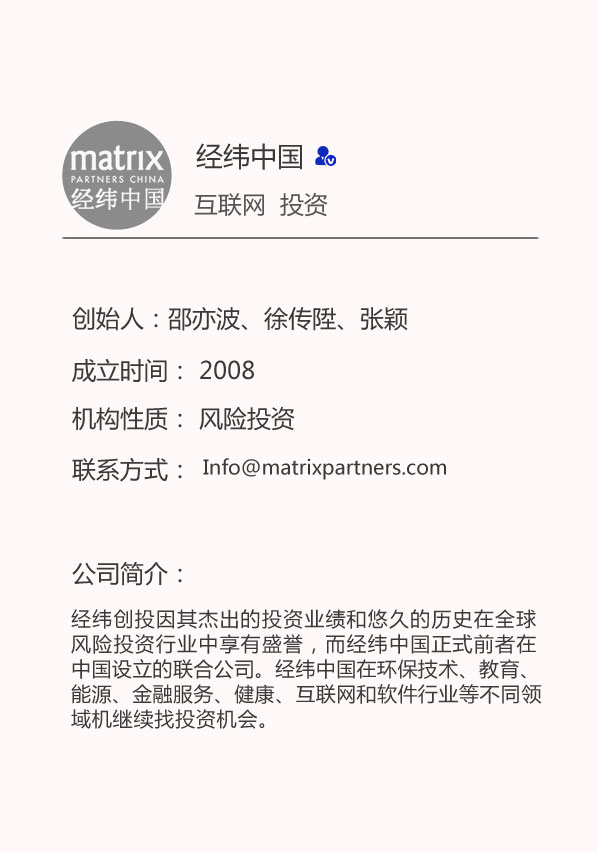 matrix
PARTNERS CHINA
经纬中国
经纬中国
互联网 投资
创始人：邵亦波、徐传陞、张颖
成立时间： 2008
机构性质： 风险投资
联系方式： Info@matrixpartners.com
公司简介：
经纬创投因其杰出的投资业绩和悠久的历史在全球
风险投资行业中享有盛誉，而经纬中国正式前者在
中国设立的联合公司。经纬中国在环保技术、教育、
能源、金融服务、健康、互联网和软件行业等不同领
域机继续找投资机会。